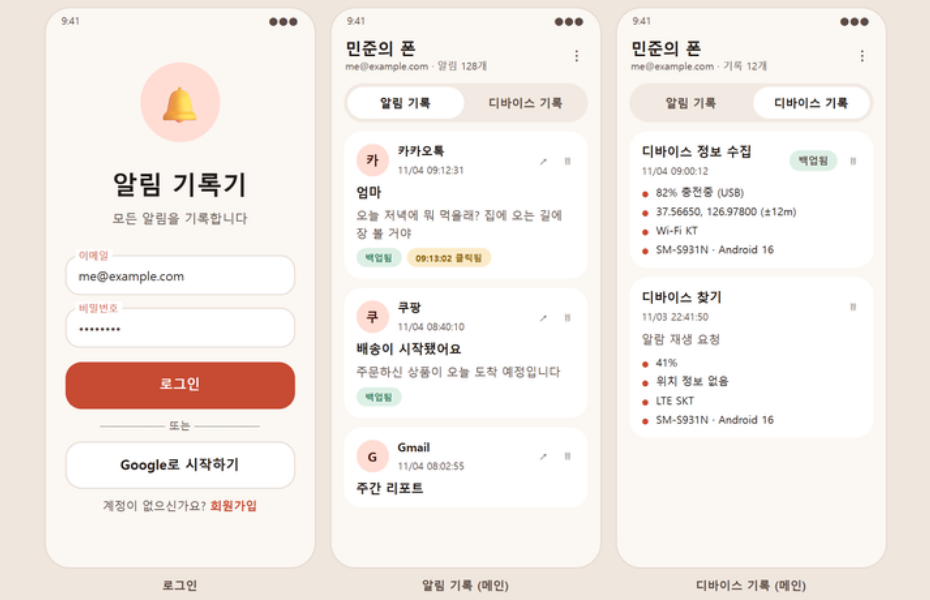 9:41
알림 기록기
모든 알림을 기록합니다
이메일
me@example.com
비밀번호
••••••••
로그인
또는
Google로 시작하기
계정이 없으신가요? 회원가입
로그인
9:41
민준의 폰
me@example.com · 알림 128개
알림 기록
디바이스 기록
카
카카오톡
11/04 09:12:31
엄마
오늘 저녁에 뭐 먹을래? 집에 오는 길에
장 볼 거야
백업됨
09:13:02 클릭됨
쿠
쿠팡
11/04 08:40:10
배송이 시작됐어요
주문하신 상품이 오늘 도착 예정입니다
백업됨
G
Gmail
11/04 08:02:55
주간 리포트
알림 기록 (메인)
9:41
민준의 폰
me@example.com · 기록 12개
알림 기록
디바이스 기록
디바이스 정보 수집
11/04 09:00:12
백업됨
82% 충전중 (USB)
37.56650, 126.97800 (±12m)
Wi-Fi KT
SM-S931N · Android 16
디바이스 찾기
11/03 22:41:50
알람 재생 요청
41%
위치 정보 없음
LTE SKT
SM-S931N · Android 16
디바이스 기록 (메인)